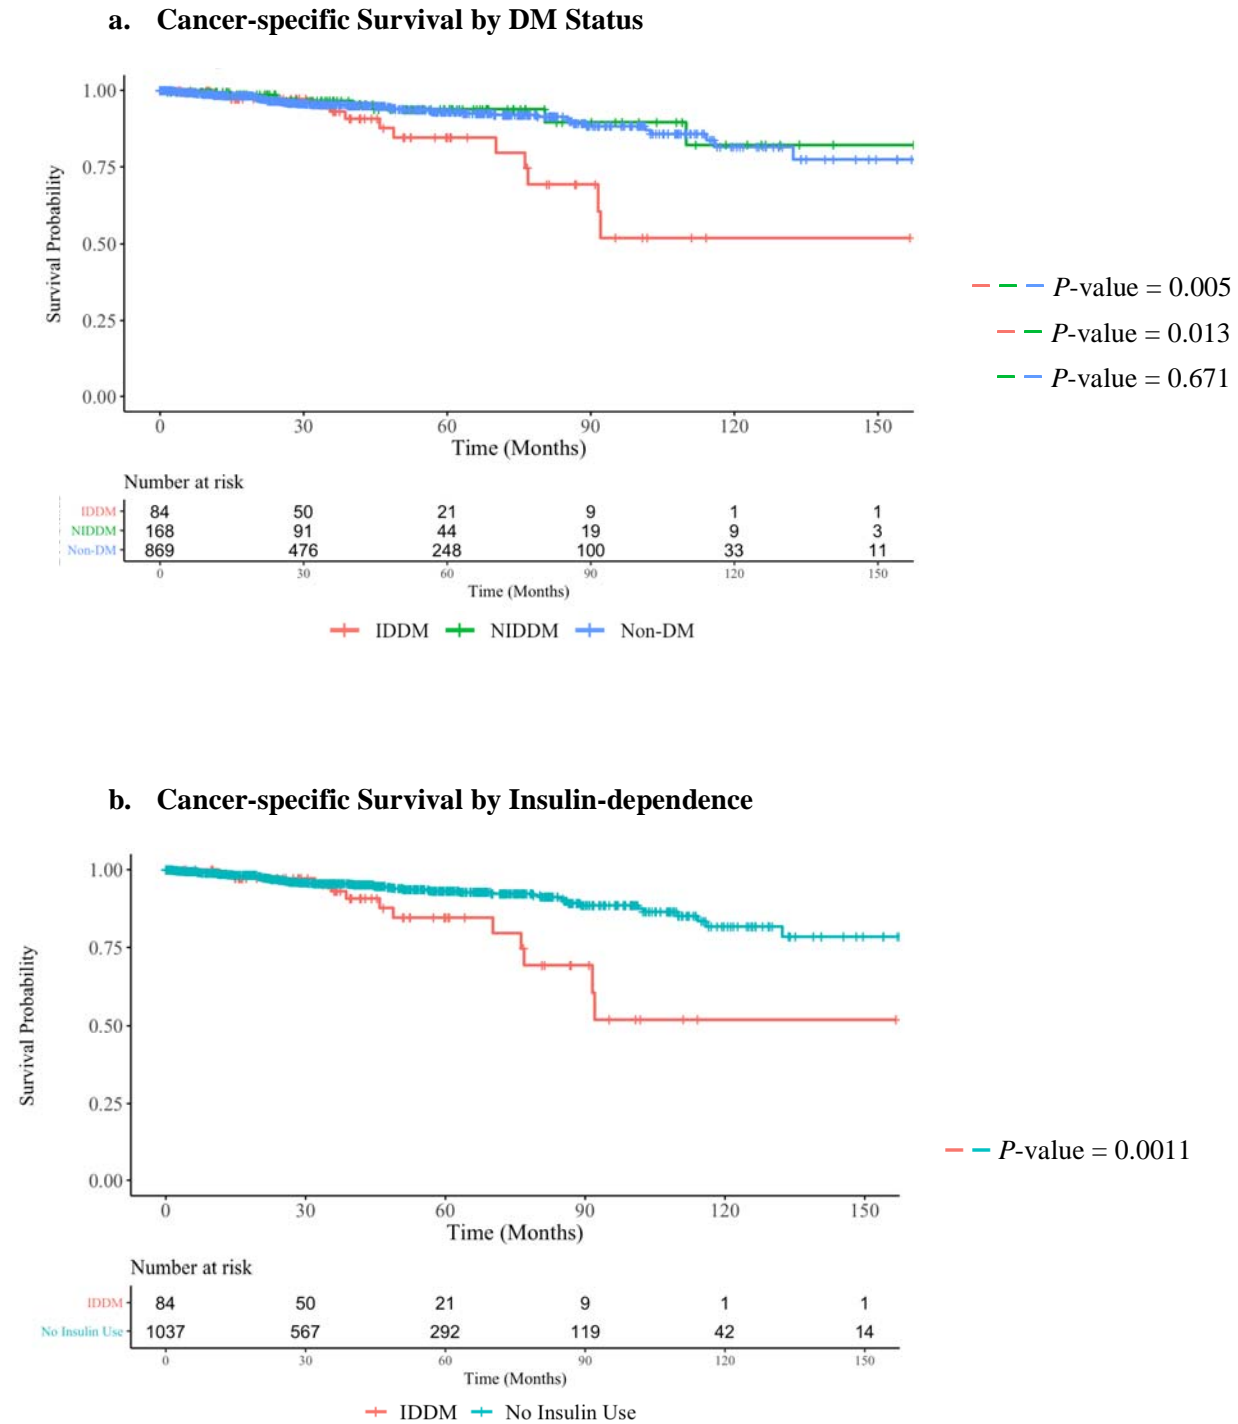 a. Cancer-specific Survival by DM Status
1.00
0.75
0.50
0.25
0.00
Survival Probability
0 30 60 90 120 150
Time (Months)
P-value = 0.005
P-value = 0.013
P-value = 0.671
Number at risk
IDDM 84 50 21 9 1 1
NIDDM 168 91 44 19 9 3
Non-DM 869 476 248 100 33 11
0 30 60 90 120 150
Time (Months)
IDDM NIDDM Non-DM
b. Cancer-specific Survival by Insulin-dependence
1.00
0.75
0.50
0.25
0.00
Survival Probability
0 30 60 90 120 150
Time (Months)
P-value = 0.0011
Number at risk
IDDM 84 50 21 9 1 1
No Insulin Use 1037 567 292 119 42 14
0 30 60 90 120 150
Time (Months)
IDDM No Insulin Use